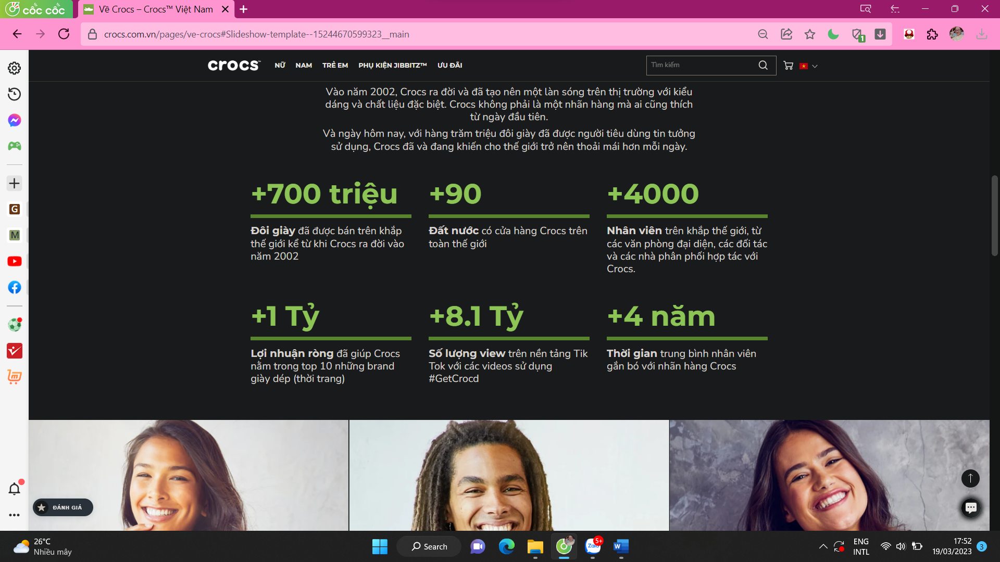 cốc cốc
Về Crocs – Crocs™ Việt Nam
crocs.com.vn/pages/ve-crocs#Slideshow-template--15244670599323__main
1
crocs™
NỮ NAM TRẺ EM PHỤ KIỆN JIBBITZ™ ƯU ĐÃI
Tìm kiếm
Vào năm 2002, Crocs ra đời và đã tạo nên một làn sóng trên thị trường với kiểu
dáng và chất liệu đặc biệt. Crocs không phải là một nhãn hàng mà ai cũng thích
từ ngày đầu tiên.
Và ngày hôm nay, với hàng trăm triệu đôi giày đã được người tiêu dùng tin tưởng
sử dụng, Crocs đã và đang khiến cho thế giới trở nên thoải mái hơn mỗi ngày.
+700 triệu
Đôi giày đã được bán trên khắp
thế giới kể từ khi Crocs ra đời vào
năm 2002
+90
Đất nước có cửa hàng Crocs trên
toàn thế giới
+4000
Nhân viên trên khắp thế giới, từ
các văn phòng đại diện, các đối tác
và các nhà phân phối hợp tác với
Crocs.
+1 Tỷ
Lợi nhuận ròng đã giúp Crocs
nằm trong top 10 những brand
giày dép (thời trang)
+8.1 Tỷ
Số lượng view trên nền tảng Tik
Tok với các videos sử dụng
#GetCrocd
+4 năm
Thời gian trung bình nhân viên
gắn bó với nhãn hàng Crocs
G
M
ĐÁNH GIÁ
26°C
Nhiều mây
Search
Zalo
5+
W
ENG
INTL
17:52
19/03/2023
3